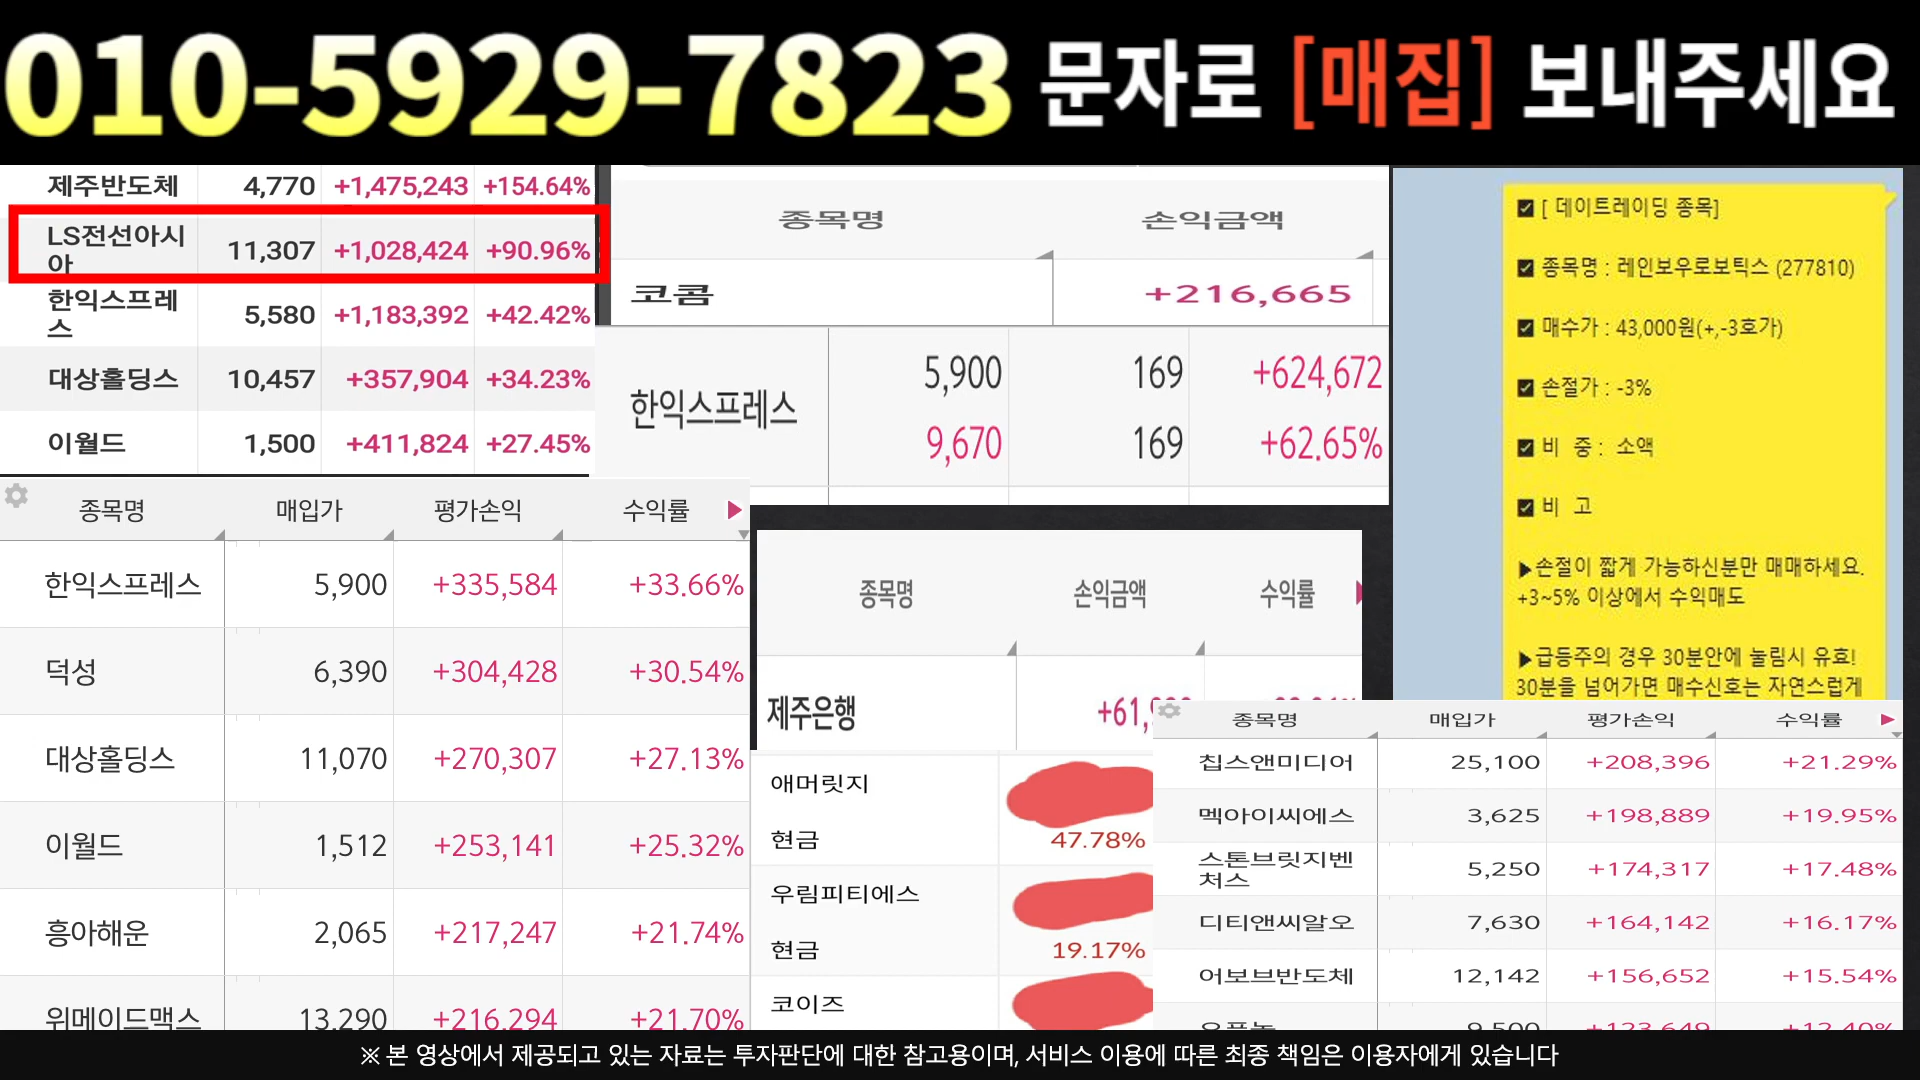 010-5929-7823 문자로 [매집] 보내주세요
제주반도체 4,770 +1,475,243 +154.64%
LS전선아시아 11,307 +1,028,424 +90.96%
한익스프레스 5,580 +1,183,392 +42.42%
대상홀딩스 10,457 +357,904 +34.23%
이월드 1,500 +411,824 +27.45%
종목명 손익금액
코콤 +216,665
한익스프레스
5,900 169 +624,672
9,670 169 +62.65%
☑ [ 데이트레이딩 종목]
☑ 종목명 : 레인보우로보틱스 (277810)
☑ 매수가 : 43,000원(+,-3호가)
☑ 손절가 : -3%
☑ 비 중 : 소액
☑ 비 고
▶손절이 짧게 가능하신분만 매매하세요.
+3~5% 이상에서 수익매도
▶급등주의 경우 30분안에 눌림시 유효!
30분을 넘어가면 매수신호는 자연스럽게
종목명 매입가 평가손익 수익률
한익스프레스 5,900 +335,584 +33.66%
덕성 6,390 +304,428 +30.54%
대상홀딩스 11,070 +270,307 +27.13%
이월드 1,512 +253,141 +25.32%
흥아해운 2,065 +217,247 +21.74%
위메이드맥스 13,290 +216,294 +21.70%
종목명 손익금액 수익률
제주은행 +61,
애머릿지
현금 47.78%
우림피티에스
현금 19.17%
코이즈
종목명 매입가 평가손익 수익률
칩스앤미디어 25,100 +208,396 +21.29%
멕아이씨에스 3,625 +198,889 +19.95%
스톤브릿지벤처스 5,250 +174,317 +17.48%
디티앤씨알오 7,630 +164,142 +16.17%
어보브반도체 12,142 +156,652 +15.54%
9,500 +123,649 +12.40%
※ 본 영상에서 제공되고 있는 자료는 투자판단에 대한 참고용이며, 서비스 이용에 따른 최종 책임은 이용자에게 있습니다